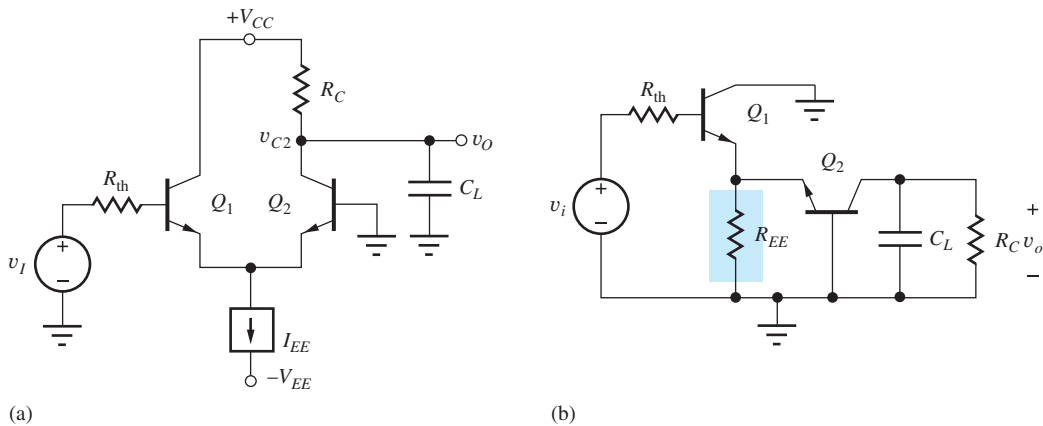 +V_CC
R_C
v_C2
v_O
R_th
Q_1
Q_2
C_L
v_I
+
−
I_EE
−V_EE
(a)
R_th
Q_1
Q_2
v_i
+
−
R_EE
C_L
R_C
+
v_o
−
(b)